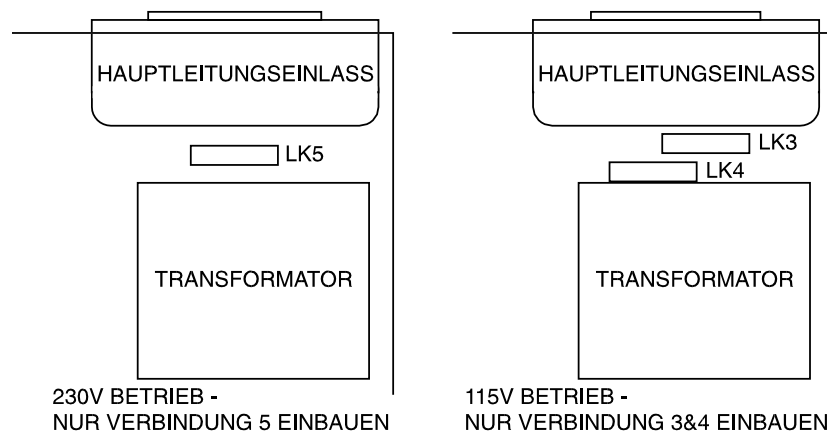 HAUPTLEITUNGSEINLASS
LK5
TRANSFORMATOR
230V BETRIEB -
NUR VERBINDUNG 5 EINBAUEN
HAUPTLEITUNGSEINLASS
LK3
LK4
TRANSFORMATOR
115V BETRIEB -
NUR VERBINDUNG 3&4 EINBAUEN